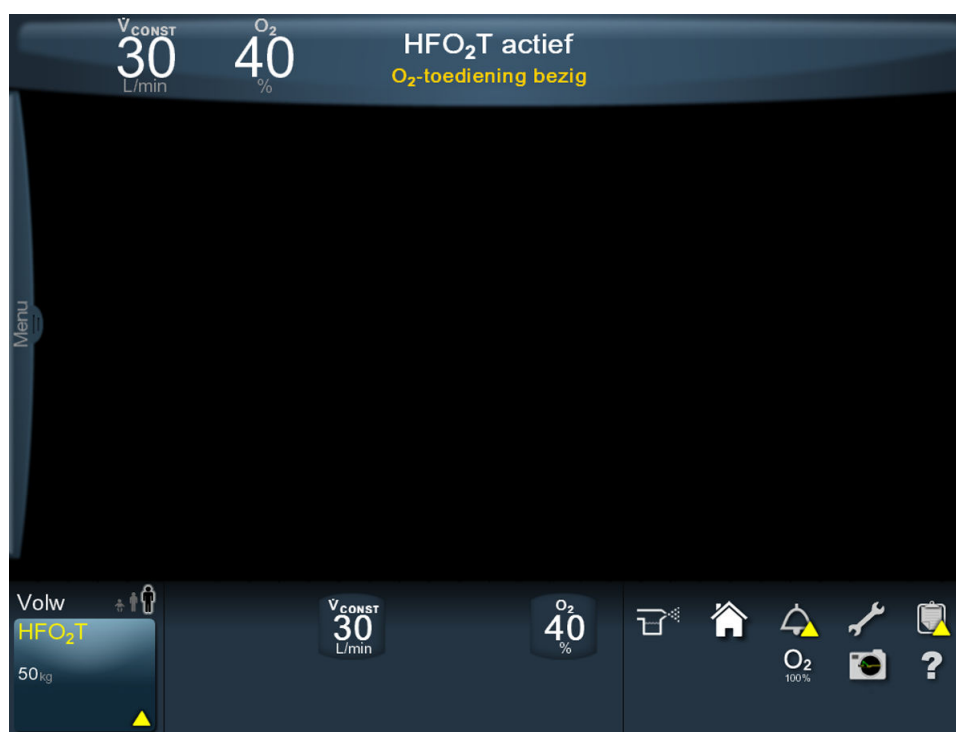 V̇CONST O₂
30 40
L/min %
HFO₂T actief
O₂-toediening bezig
Menu
Volw
HFO₂T
50kg
V̇CONST
30
L/min
O₂
40
%
O₂
100%
?